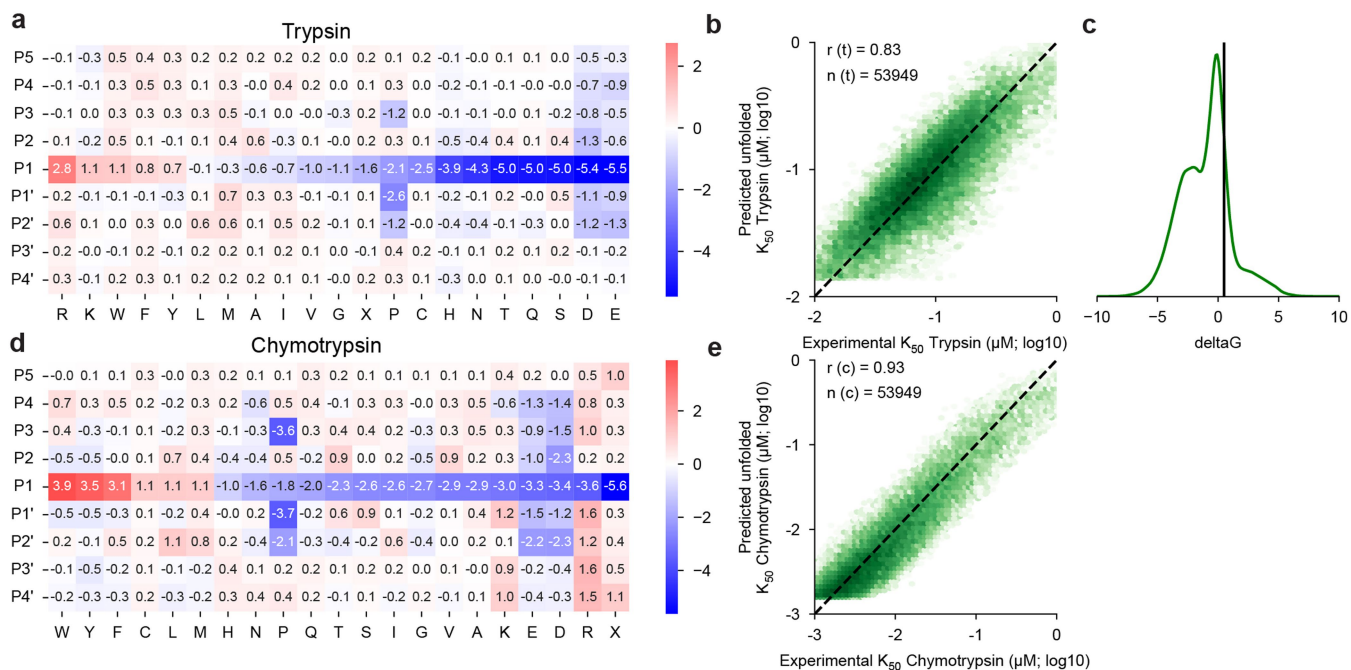 a
Trypsin
P5 -0.1 -0.3 0.5 0.4 0.3 0.2 0.2 0.2 0.2 0.1 0.1 0.2 0.1 0.2 0.0 0.1 0.1 0.1 0.0 -0.5 -0.3
P4 -0.1 -0.1 0.3 0.5 0.3 0.1 0.3 -0.0 0.4 0.2 0.0 0.1 0.3 0.0 -0.2 -0.1 0.1 -0.1 0.0 -0.7 -0.9
P3 -0.1 0.0 0.3 0.3 0.3 0.3 0.5 -0.1 0.0 0.0 -0.3 0.2 -1.2 0.0 -0.1 -0.2 0.1 -0.0 -0.1 -0.8 -0.5
P2 0.1 -0.2 0.5 0.1 -0.1 0.1 0.2 0.6 -0.1 0.1 -0.2 0.2 0.3 0.1 -0.5 -0.4 0.4 0.1 0.4 -1.3 -0.6
P1 2.8 1.1 1.1 0.8 0.7 -0.1 -0.3 -0.6 -0.7 -1.0 -1.1 -1.6 -2.1 -2.5 -3.9 -4.3 -5.0 -5.0 -5.0 -5.4 -5.5
P1' 0.2 -0.1 -0.1 -0.1 -0.3 0.1 0.7 0.3 0.3 -0.1 -0.1 0.1 -2.6 0.1 -0.2 -0.1 0.2 -0.0 0.5 -1.1 -0.9
P2' 0.6 0.1 -0.2 0.3 0.0 0.6 0.6 0.1 0.5 0.2 -0.1 0.2 -1.2 -0.0 -0.4 -0.4 -0.1 -0.3 -0.1 -1.2 -1.3
P3' 0.2 -0.0 -0.1 0.2 0.1 -0.1 0.1 0.1 -0.1 0.2 0.0 -0.1 0.4 0.2 -0.1 0.1 0.1 0.1 0.2 -0.1 -0.2
P4' 0.3 -0.1 0.2 0.3 0.2 0.1 0.1 0.1 0.1 0.1 -0.0 0.2 0.3 0.1 -0.3 0.0 0.1 0.0 0.1 -0.0 -0.1
R K W F Y L M A I V G X P C H N T Q S D E
2
0
-2
-4
b
r (t) = 0.83
n (t) = 53949
Predicted unfolded
K50 Trypsin (μM; log10)
0
-1
-2
-2 -1 0
Experimental K50 Trypsin (μM; log10)
c
-10 -5 0 5 10
deltaG
d
Chymotrypsin
P5 -0.0 0.1 0.1 0.3 -0.0 0.3 0.1 0.1 0.1 0.3 0.2 0.1 0.1 0.1 0.1 0.1 0.4 0.2 0.0 0.5 1.0
P4 0.7 0.3 0.5 0.2 -0.2 0.3 0.2 -0.6 0.5 0.4 -0.1 0.3 0.3 -0.0 0.3 0.4 -0.6 -1.3 -1.4 0.8 0.3
P3 0.4 -0.3 -0.1 0.1 0.2 0.3 -0.1 -0.3 -3.6 0.3 0.4 0.4 0.2 -0.3 0.3 0.5 0.3 -0.9 -1.5 1.0 0.3
P2 -0.5 -0.5 -0.0 -0.1 0.7 0.4 -0.4 -0.4 0.5 -0.2 0.9 0.0 0.2 -0.5 0.9 0.2 0.3 -1.0 -2.3 0.2 0.2
P1 3.9 3.5 3.1 1.1 1.1 1.1 -1.0 -1.6 -1.8 -2.0 -2.3 -2.6 -2.6 -2.7 -2.9 -2.9 -3.0 -3.3 -3.4 -3.6 -5.6
P1' -0.5 -0.5 -0.3 0.1 -0.2 0.4 -0.0 0.2 -3.7 -0.2 0.6 0.9 0.1 -0.4 -0.2 0.2 1.2 -1.5 -1.2 1.6 0.3
P2' 0.2 -0.1 0.5 0.2 1.1 0.8 0.2 -0.4 -2.1 -0.3 -0.4 -0.2 0.6 -0.4 0.0 0.2 0.1 -2.2 -2.3 1.2 0.4
P3' -0.1 -0.5 -0.2 -0.1 -0.1 -0.2 0.4 0.1 0.2 -0.1 0.2 0.2 0.1 0.2 0.1 -0.0 0.9 -0.2 -0.4 1.6 0.5
P4' -0.2 -0.3 -0.2 0.2 -0.3 -0.2 0.3 0.4 0.4 0.2 -0.1 0.2 0.1 0.3 -0.1 0.2 1.0 -0.4 -0.3 1.5 1.1
W Y F C L M H N P Q T S I G V A K E D R X
2
0
-2
-4
e
r (c) = 0.93
n (c) = 53949
Predicted unfolded
K50 Chymotrypsin (μM; log10)
0
-1
-2
-3
-3 -2 -1 0
Experimental K50 Chymotrypsin (μM; log10)